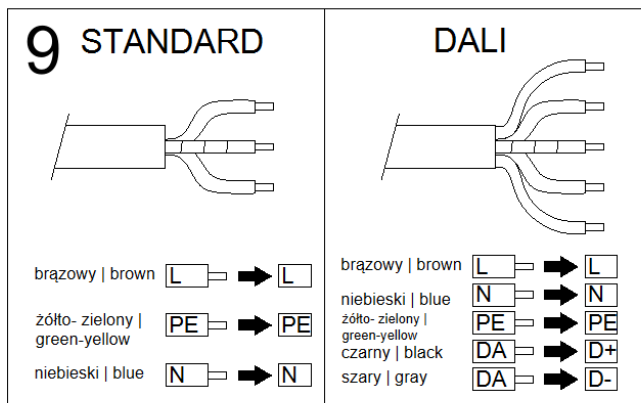 9 STANDARD
brązowy | brown L L
żółto- zielony |
green-yellow PE PE
niebieski | blue N N
DALI
brązowy | brown L L
niebieski | blue N N
żółto- zielony |
green-yellow PE PE
czarny | black DA D+
szary | gray DA D-